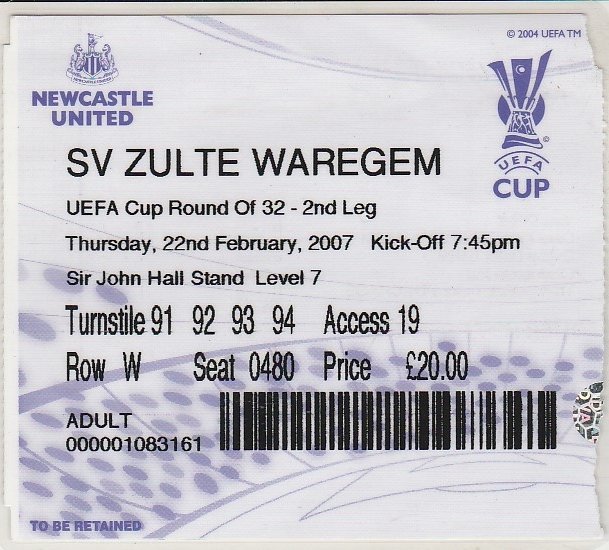 © 2004 UEFA TM
NEWCASTLE
UNITED
UEFA
CUP
SV ZULTE WAREGEM
UEFA Cup Round Of 32 - 2nd Leg
Thursday, 22nd February, 2007 Kick-Off 7:45pm
Sir John Hall Stand Level 7
Turnstile 91 92 93 94 Access 19
Row W Seat 0480 Price £20.00
ADULT
000001083161
TO BE RETAINED